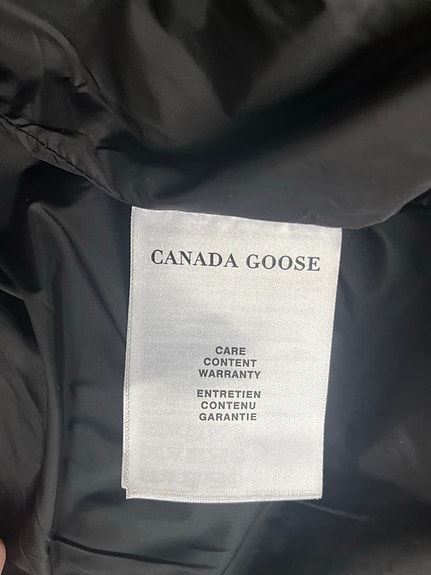 CANADA GOOSE
CARE
CONTENT
WARRANTY
ENTRETIEN
CONTENU
GARANTIE